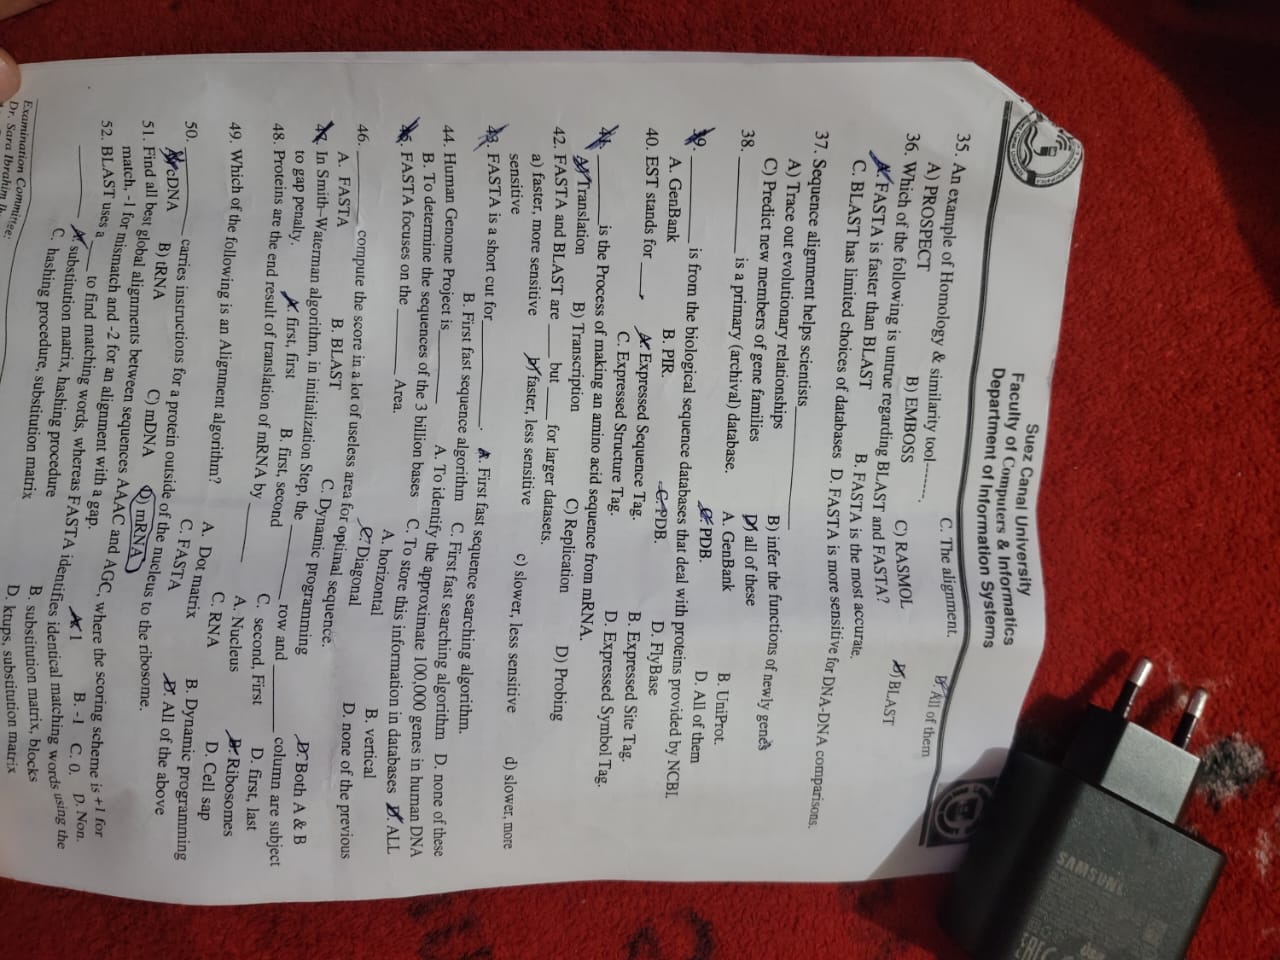 Suez Canal University
Faculty of Computers & Informatics
Department of Information Systems
C. The alignment. D. All of them
35. An example of Homology & similarity tool-------.
A) PROSPECT B) EMBOSS C) RASMOL D) BLAST
36. Which of the following is untrue regarding BLAST and FASTA?
A. FASTA is faster than BLAST B. FASTA is the most accurate.
C. BLAST has limited choices of databases D. FASTA is more sensitive for DNA-DNA comparisons.
37. Sequence alignment helps scientists____________
A) Trace out evolutionary relationships B) infer the functions of newly genes
C) Predict new members of gene families D) all of these
38. _________ is a primary (archival) database. A. GenBank B. UniProt.
C. PDB. D. All of them
39. ________ is from the biological sequence databases that deal with proteins provided by NCBI.
A. GenBank B. PIR. C. PDB. D. FlyBase
40. EST stands for ____. A. Expressed Sequence Tag. B. Expressed Site Tag.
C. Expressed Structure Tag. D. Expressed Symbol Tag.
41. _______is the Process of making an amino acid sequence from mRNA.
A) Translation B) Transcription C) Replication D) Probing
42. FASTA and BLAST are ___ but ___ for larger datasets.
a) faster, more sensitive b) faster, less sensitive c) slower, less sensitive d) slower, more
sensitive
43. FASTA is a short cut for__________. A. First fast sequence searching algorithm.
B. First fast sequence algorithm C. First fast searching algorithm D. none of these
44. Human Genome Project is_______ A. To identify the approximate 100,000 genes in human DNA
B. To determine the sequences of the 3 billion bases C. To store this information in databases D. ALL
45. FASTA focuses on the ______ Area. A. horizontal B. vertical
C. Diagonal D. none of the previous
46. _______ compute the score in a lot of useless area for optimal sequence.
A. FASTA B. BLAST C. Dynamic programming D. Both A & B
47. In Smith–Waterman algorithm, in initialization Step, the _______ row and ______ column are subject
to gap penalty. A. first, first B. first, second C. second, First D. first, last
48. Proteins are the end result of translation of mRNA by ______ A. Nucleus B. Ribosomes
C. RNA D. Cell sap
49. Which of the following is an Alignment algorithm? A. Dot matrix B. Dynamic programming
C. FASTA D. All of the above
50. ________ carries instructions for a protein outside of the nucleus to the ribosome.
A) cDNA B) tRNA C) mDNA D) mRNA
51. Find all best global alignments between sequences AAAC and AGC, where the scoring scheme is +1 for
match, -1 for mismatch and -2 for an alignment with a gap. A. 1 B. -1 C. 0. D. Non.
52. BLAST uses a ___ to find matching words, whereas FASTA identifies identical matching words using the
_______ A. substitution matrix, hashing procedure B. substitution matrix, blocks
C. hashing procedure, substitution matrix D. ktups, substitution matrix
Examination Committee:
Dr. Sara Ibrahim
SAMSUNG